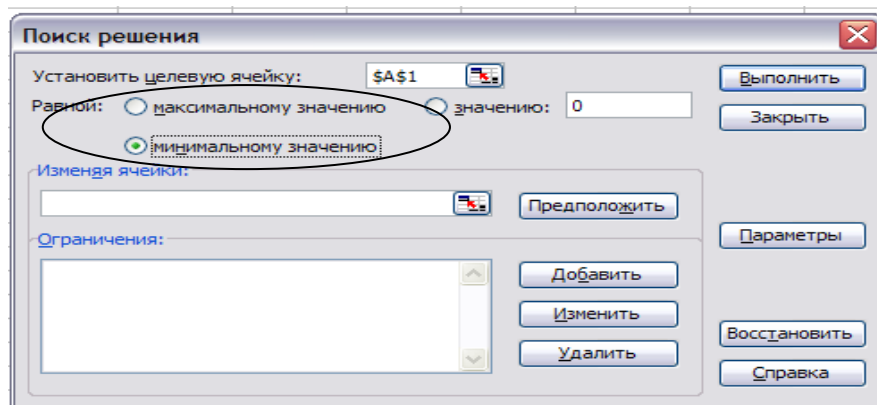 Поиск решения
Установить целевую ячейку: $A$1 Выполнить
Равной: максимальному значению значению: 0 Закрыть
минимальному значению
Изменяя ячейки:
Предположить
Ограничения: Параметры
Добавить
Изменить
Удалить Восстановить
Справка